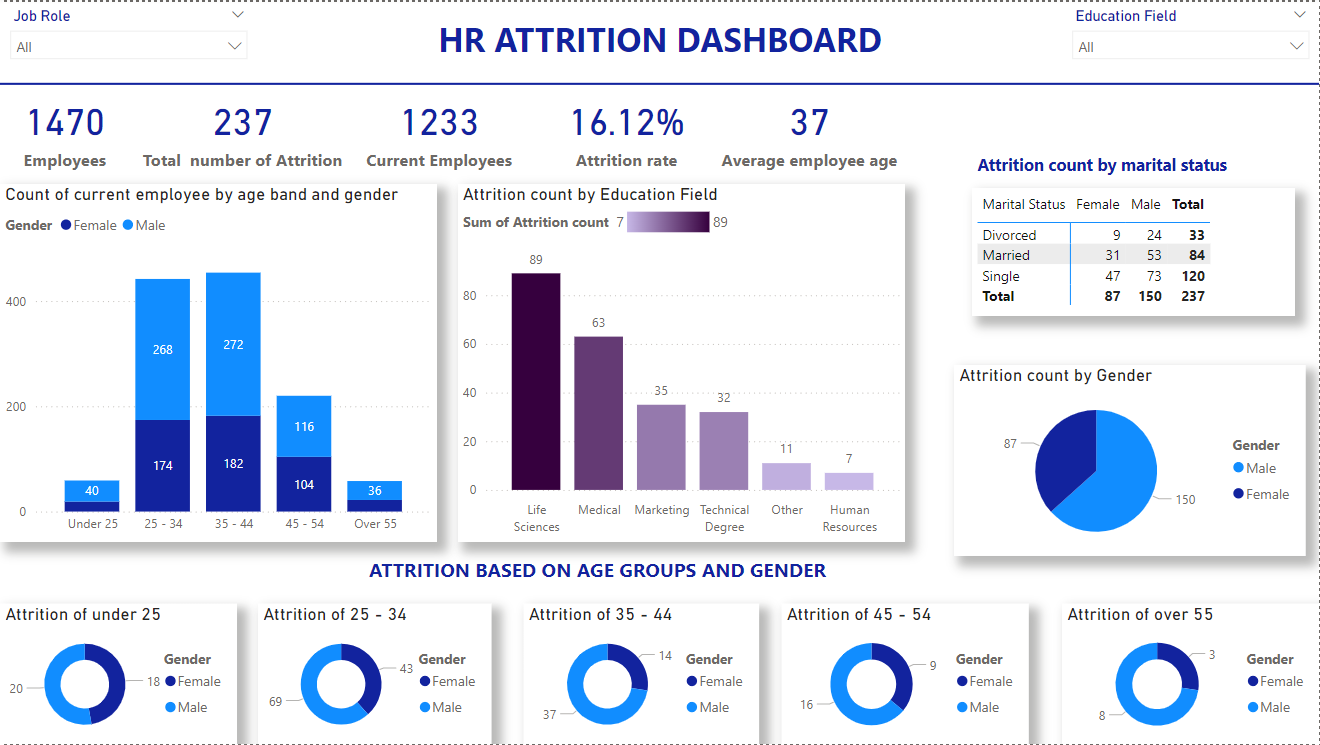 Job Role
All
HR ATTRITION DASHBOARD
Education Field
All
1470
Employees
237
Total number of Attrition
1233
Current Employees
16.12%
Attrition rate
37
Average employee age
Count of current employee by age band and gender
Gender Female Male
400
200
0
268
174
272
182
116
104
40
36
Under 25
25 - 34
35 - 44
45 - 54
Over 55
Attrition count by Education Field
Sum of Attrition count 7 89
80
60
40
20
0
89
63
35
32
11
7
Life
Sciences
Medical
Marketing
Technical
Degree
Other
Human
Resources
Attrition count by marital status
Marital Status Female Male Total
Divorced 9 24 33
Married 31 53 84
Single 47 73 120
Total 87 150 237
Attrition count by Gender
87
150
Gender
Male
Female
ATTRITION BASED ON AGE GROUPS AND GENDER
Attrition of under 25
20
18
Gender
Female
Male
Attrition of 25 - 34
43
69
Gender
Female
Male
Attrition of 35 - 44
14
37
Gender
Female
Male
Attrition of 45 - 54
9
16
Gender
Female
Male
Attrition of over 55
3
8
Gender
Female
Male